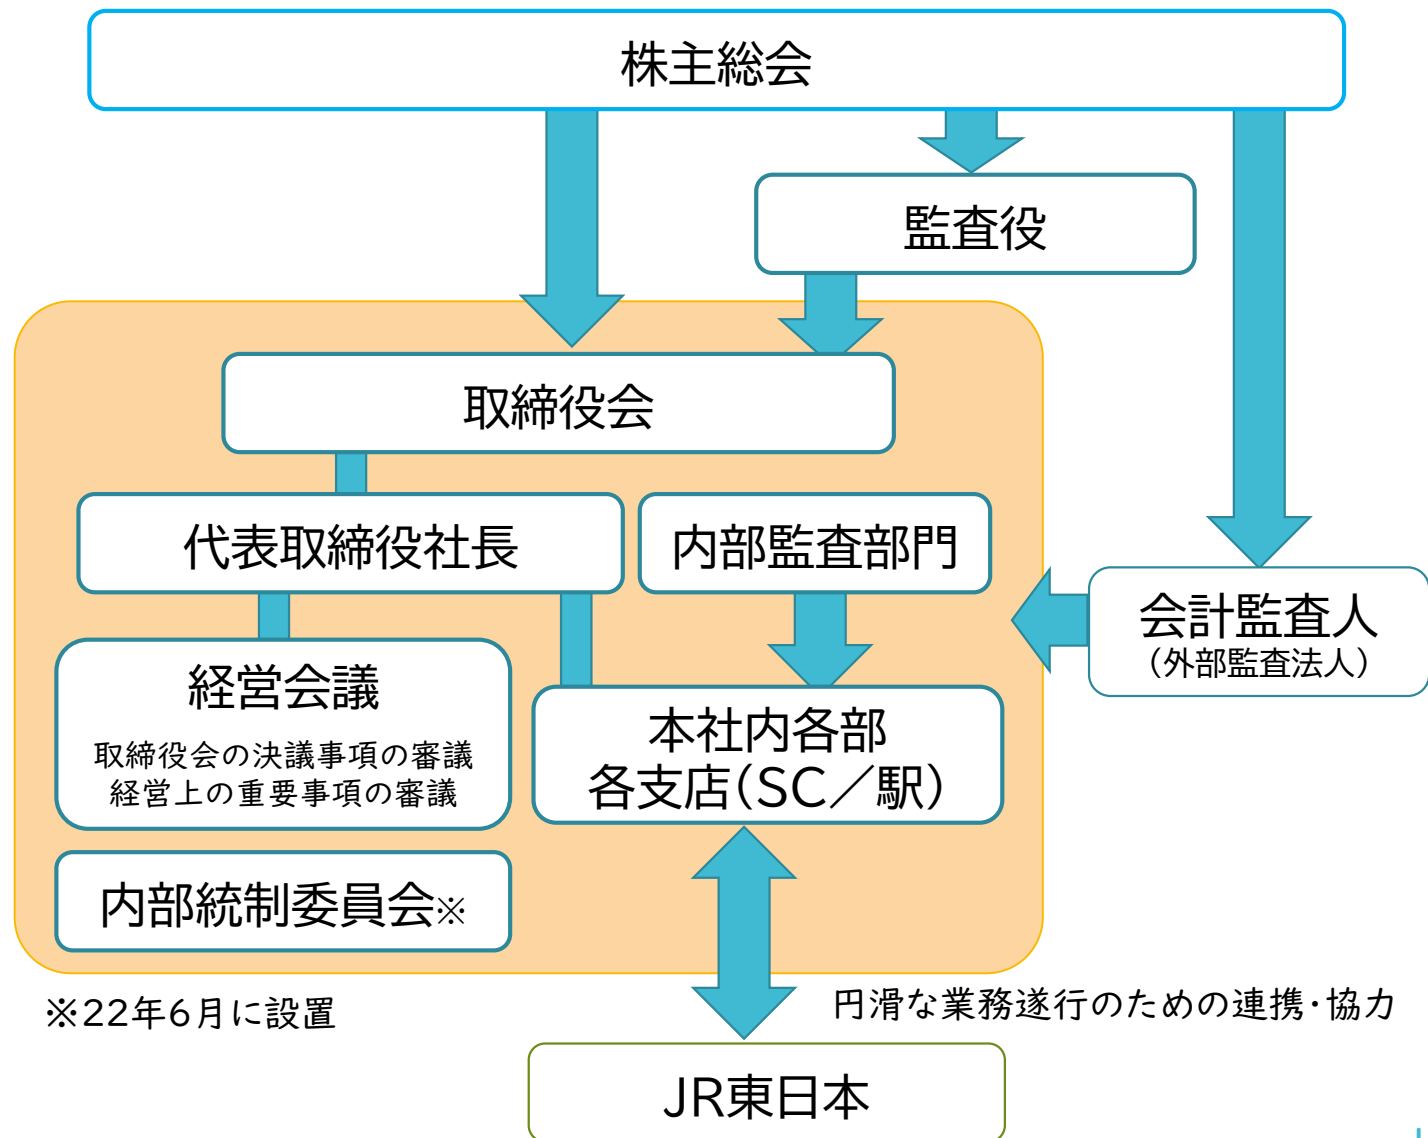 株主総会
監査役
取締役会
代表取締役社長
内部監査部門
会計監査人
（外部監査法人）
経営会議
取締役会の決議事項の審議
経営上の重要事項の審議
本社内各部
各支店（SC／駅）
内部統制委員会※
※22年6月に設置
円滑な業務遂行のための連携・協力
JR東日本